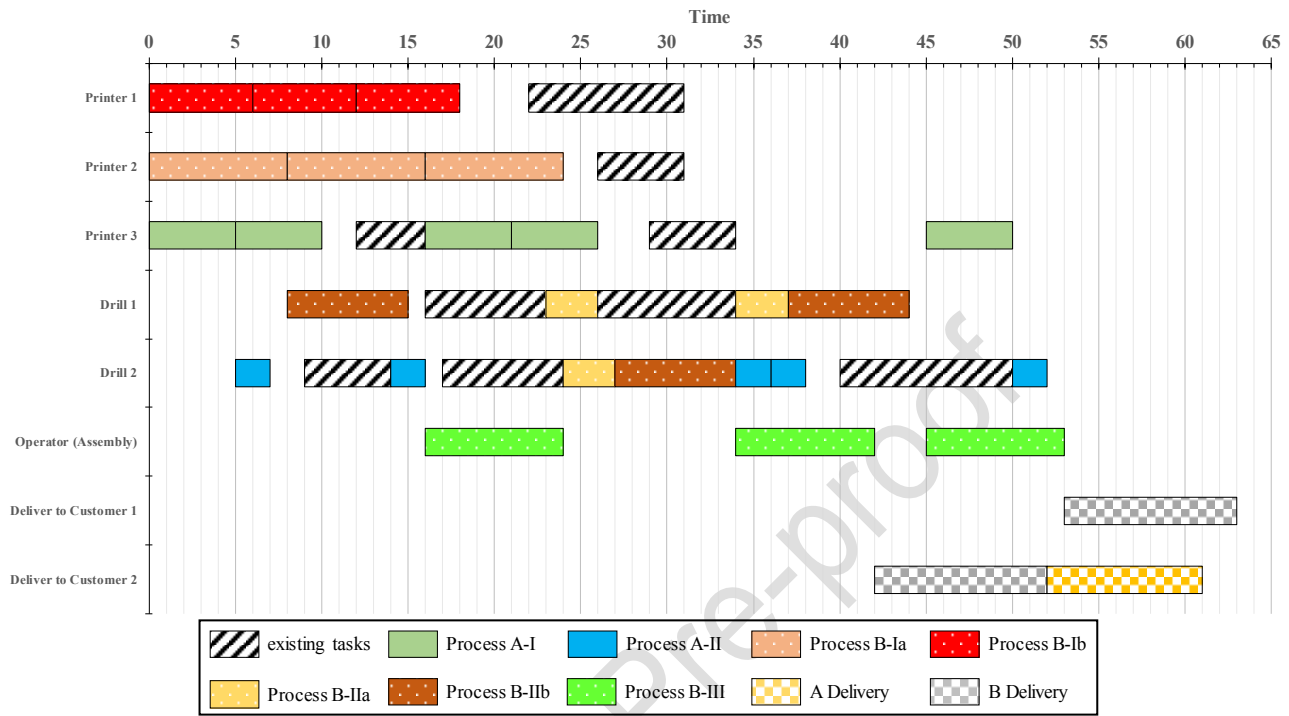 Time
0 5 10 15 20 25 30 35 40 45 50 55 60 65
Printer 1
Printer 2
Printer 3
Drill 1
Drill 2
Operator (Assembly)
Deliver to Customer 1
Deliver to Customer 2
Pre-proof
existing tasks Process A-I Process A-II Process B-Ia Process B-Ib
Process B-IIa Process B-IIb Process B-III A Delivery B Delivery